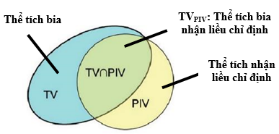 Thể tích bia
TV_PIV: Thể tích bia
nhận liều chỉ định
Thể tích nhận
liều chỉ định
TV
TV∩PIV
PIV